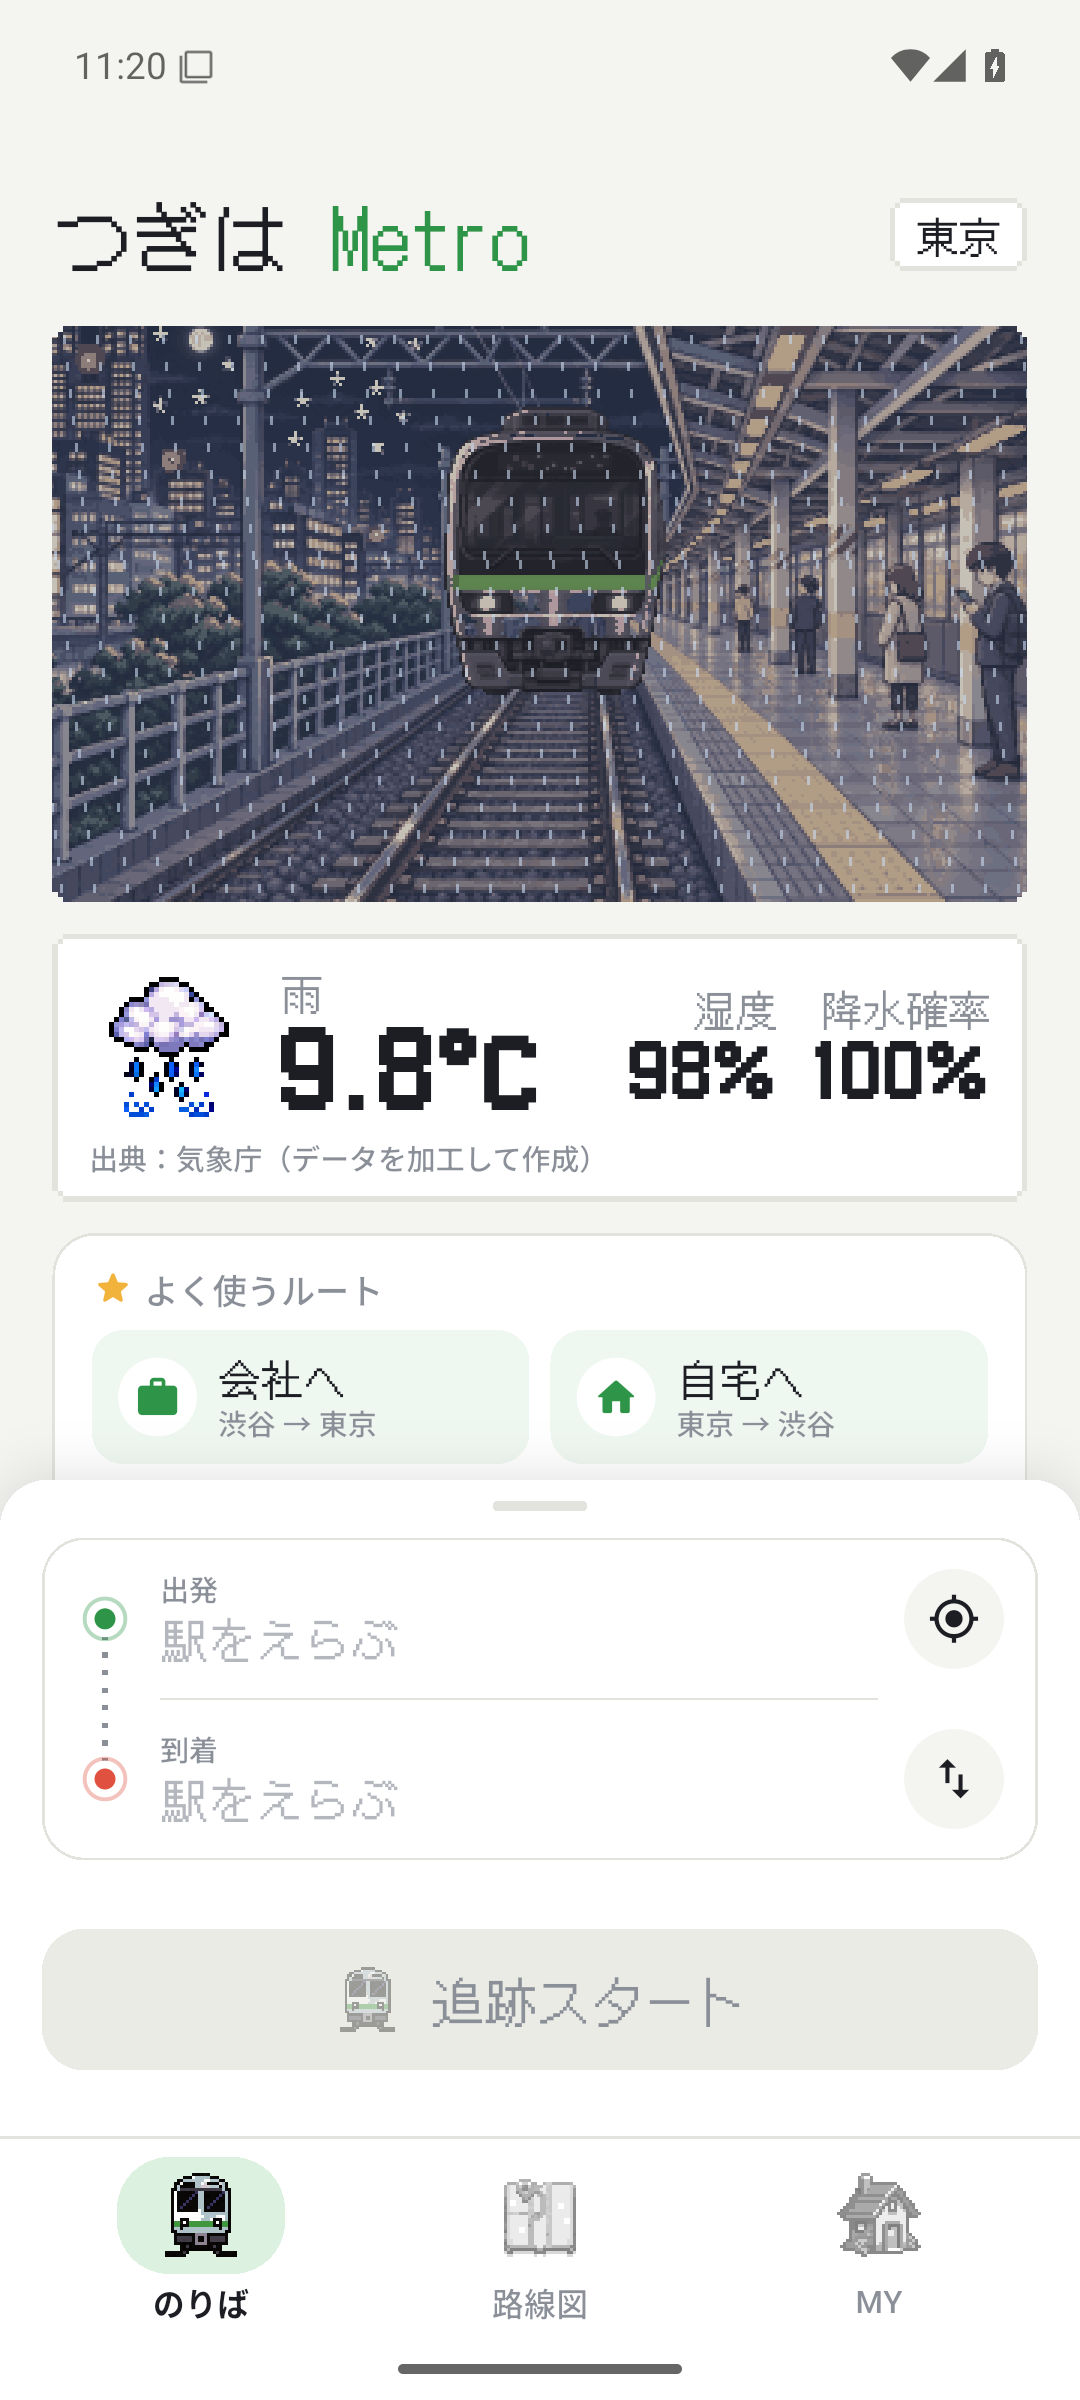 11:20
つぎは Metro
東京
雨
9.8℃
湿度
98%
降水確率
100%
出典：気象庁（データを加工して作成）
よく使うルート
会社へ
渋谷 → 東京
自宅へ
東京 → 渋谷
出発
駅をえらぶ
到着
駅をえらぶ
追跡スタート
のりば
路線図
MY